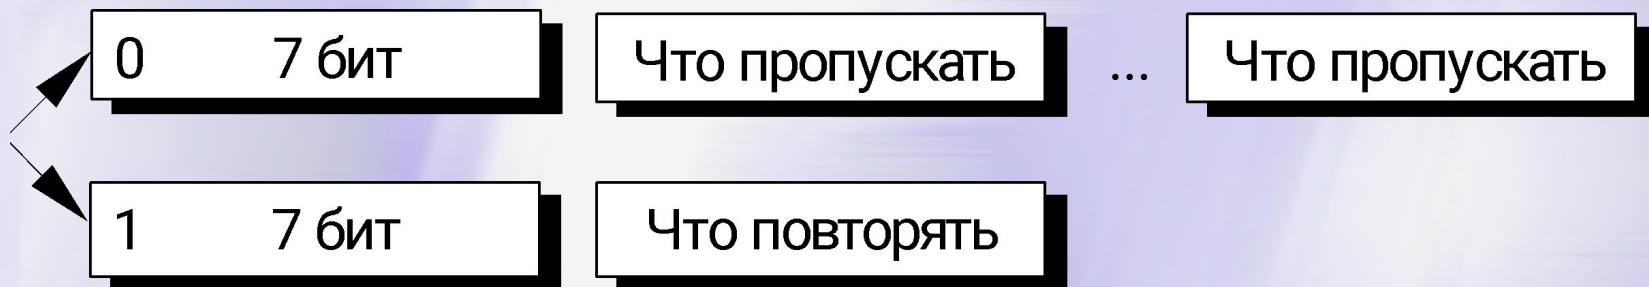 0 7 бит Что пропускать ... Что пропускать
1 7 бит Что повторять